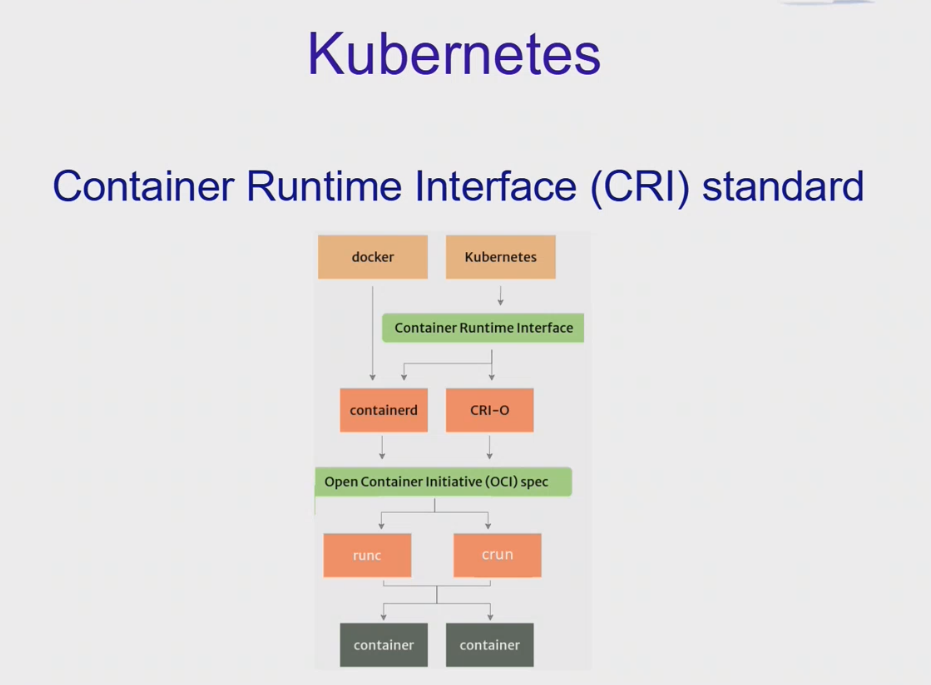 Kubernetes
Container Runtime Interface (CRI) standard
docker
Kubernetes
Container Runtime Interface
containerd
CRI-O
Open Container Initiative (OCI) spec
runc
crun
container
container